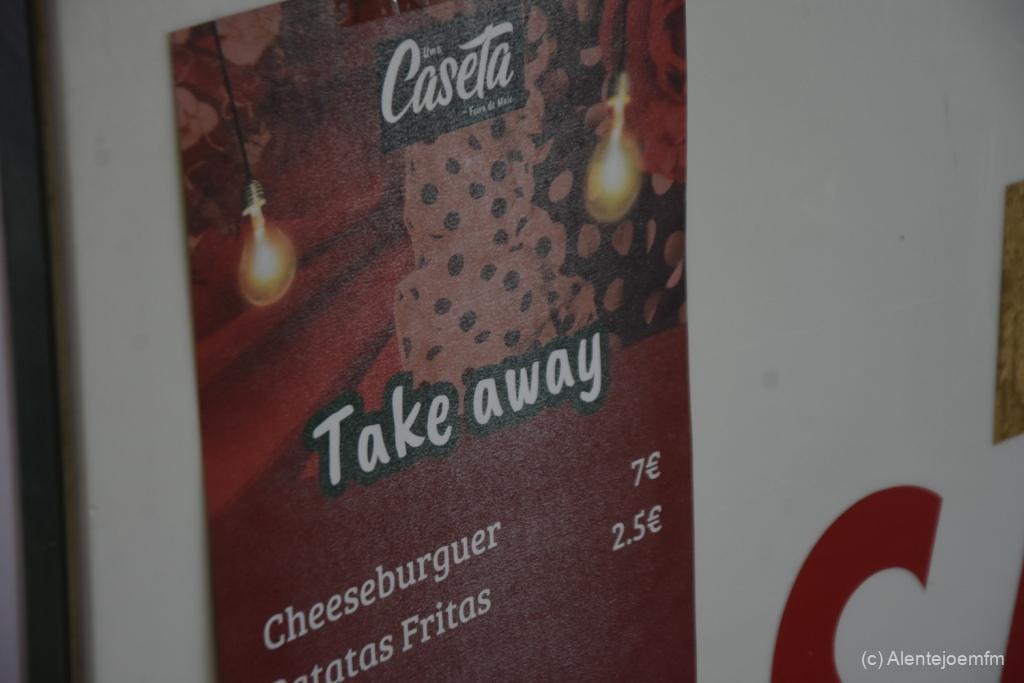 Uma
Caseta
Feira de Maio
Take away
Cheeseburguer 7€
Batatas Fritas 2.5€
C
(c) Alentejoemfm